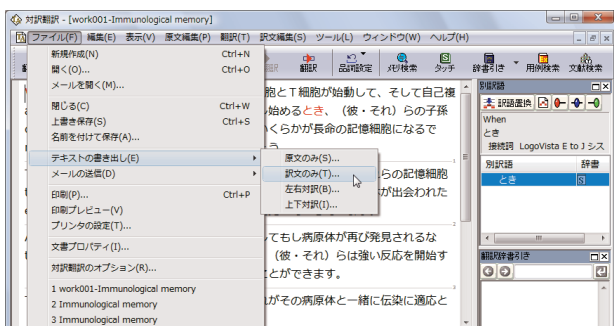 対訳翻訳 - [work001-Immunological memory]
ファイル(F) 編集(E) 表示(V) 原文編集(P) 翻訳(T) 訳文編集(S) ツール(L) ウィンドウ(W) ヘルプ(H)
翻訳 品詞設定 メモリ検索 タッチ 辞書引き 用例検索 文献検索
新規作成(N) Ctrl+N
開く(O)... Ctrl+O
メールを開く(M)...
閉じる(C) Ctrl+W
上書き保存(S) Ctrl+S
名前を付けて保存(A)...
テキストの書き出し(E)
メールの送信(D)
印刷(P)... Ctrl+P
印刷プレビュー(V)
プリンタの設定(T)...
文書プロパティ(I)...
対訳翻訳のオプション(R)...
1 work001-Immunological memory
2 Immunological memory
3 Immunological memory
原文のみ(S)...
訳文のみ(T)...
左右対訳(B)...
上下対訳(I)...
胞とT細胞が始動して、そして自己複
始めるとき、（彼・それ）らの子孫
くらかが長命の記憶細胞になるで
らの記憶細胞
体が出会われた
てもし病原体が再び発見されるな
（彼・それ）らは強い反応を開始す
ことができます。
がその病原体と一緒に伝染に適応と
別訳語
訳語置換
When
とき
接続詞 LogoVista E to J シス
別訳語 辞書
とき
翻訳辞書引き